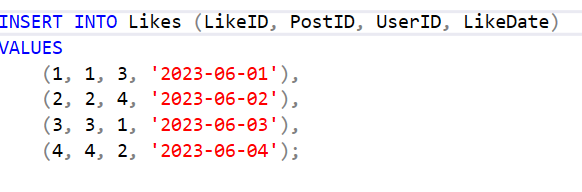 INSERT INTO Likes (LikeID, PostID, UserID, LikeDate)
VALUES
(1, 1, 3, '2023-06-01'),
(2, 2, 4, '2023-06-02'),
(3, 3, 1, '2023-06-03'),
(4, 4, 2, '2023-06-04');